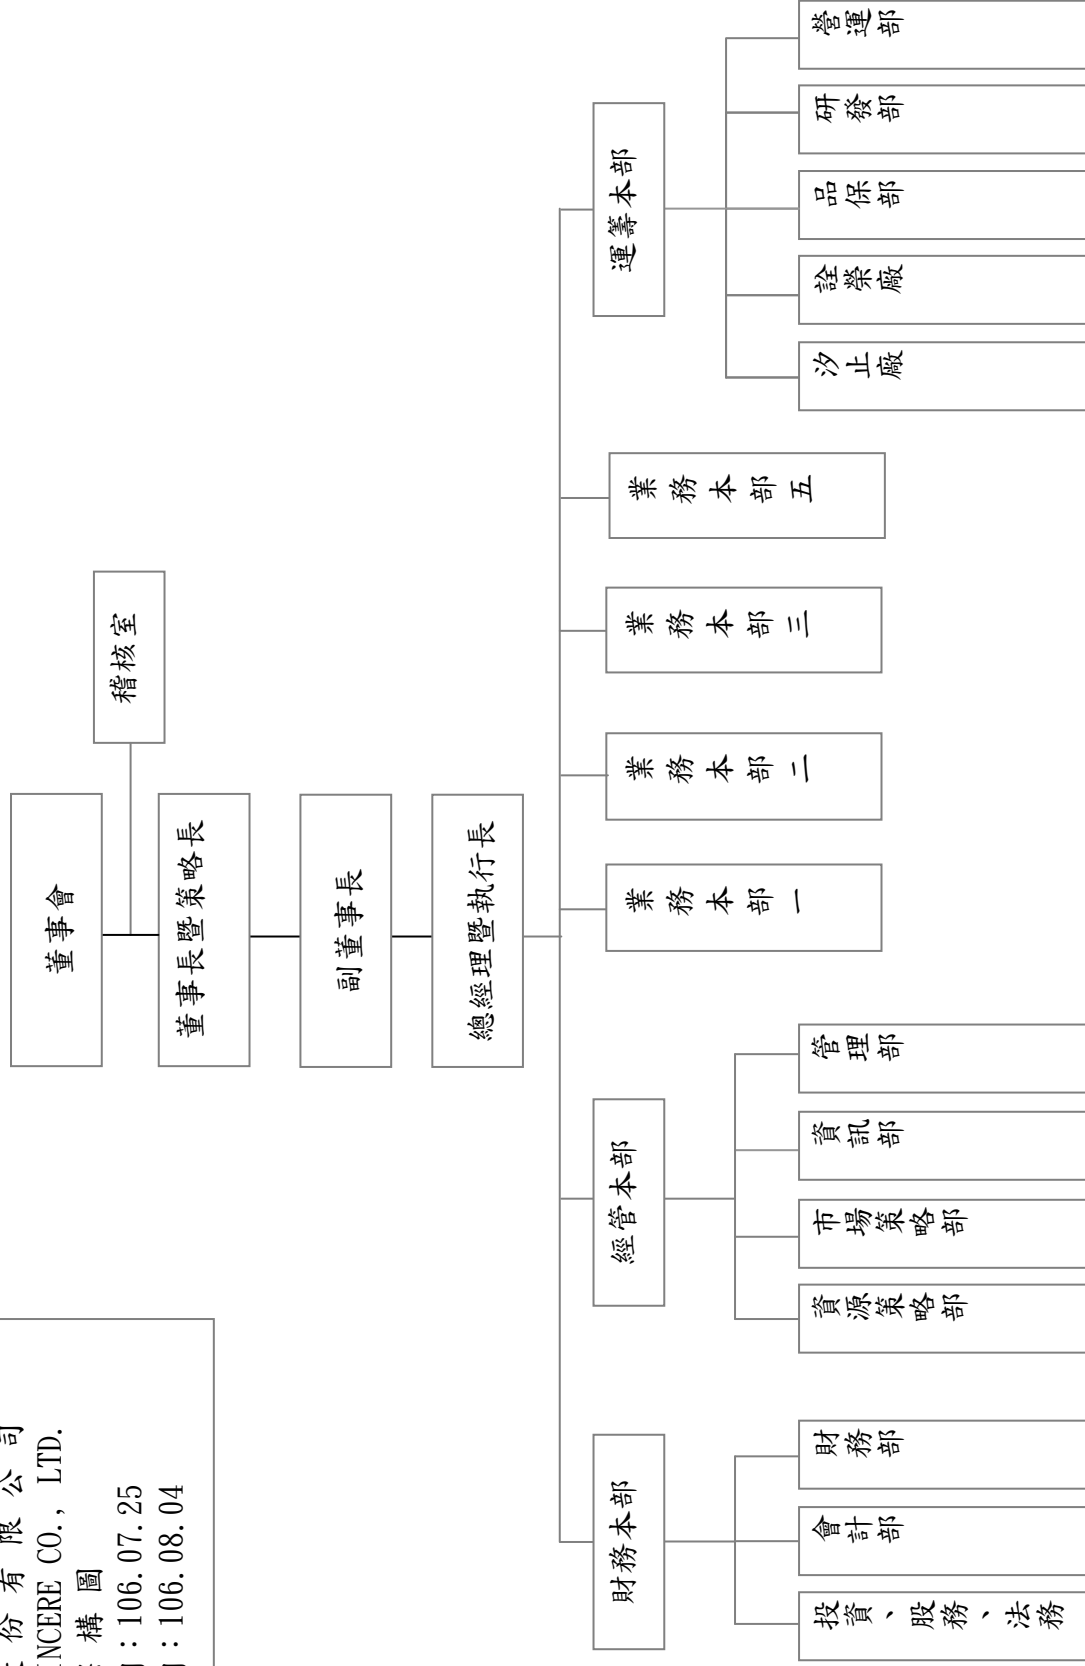 份有限公司
INCERE CO., LTD.
構圖
：106.07.25
：106.08.04
董事會
稽核室
董事長暨策略長
副董事長
總經理暨執行長
財務本部
經管本部
業務本部一
業務本部二
業務本部三
業務本部五
運籌本部
投資、股務、法務
會計部
財務部
資源策略部
市場策略部
資訊部
管理部
汐止廠
詮榮廠
品保部
研發部
營運部